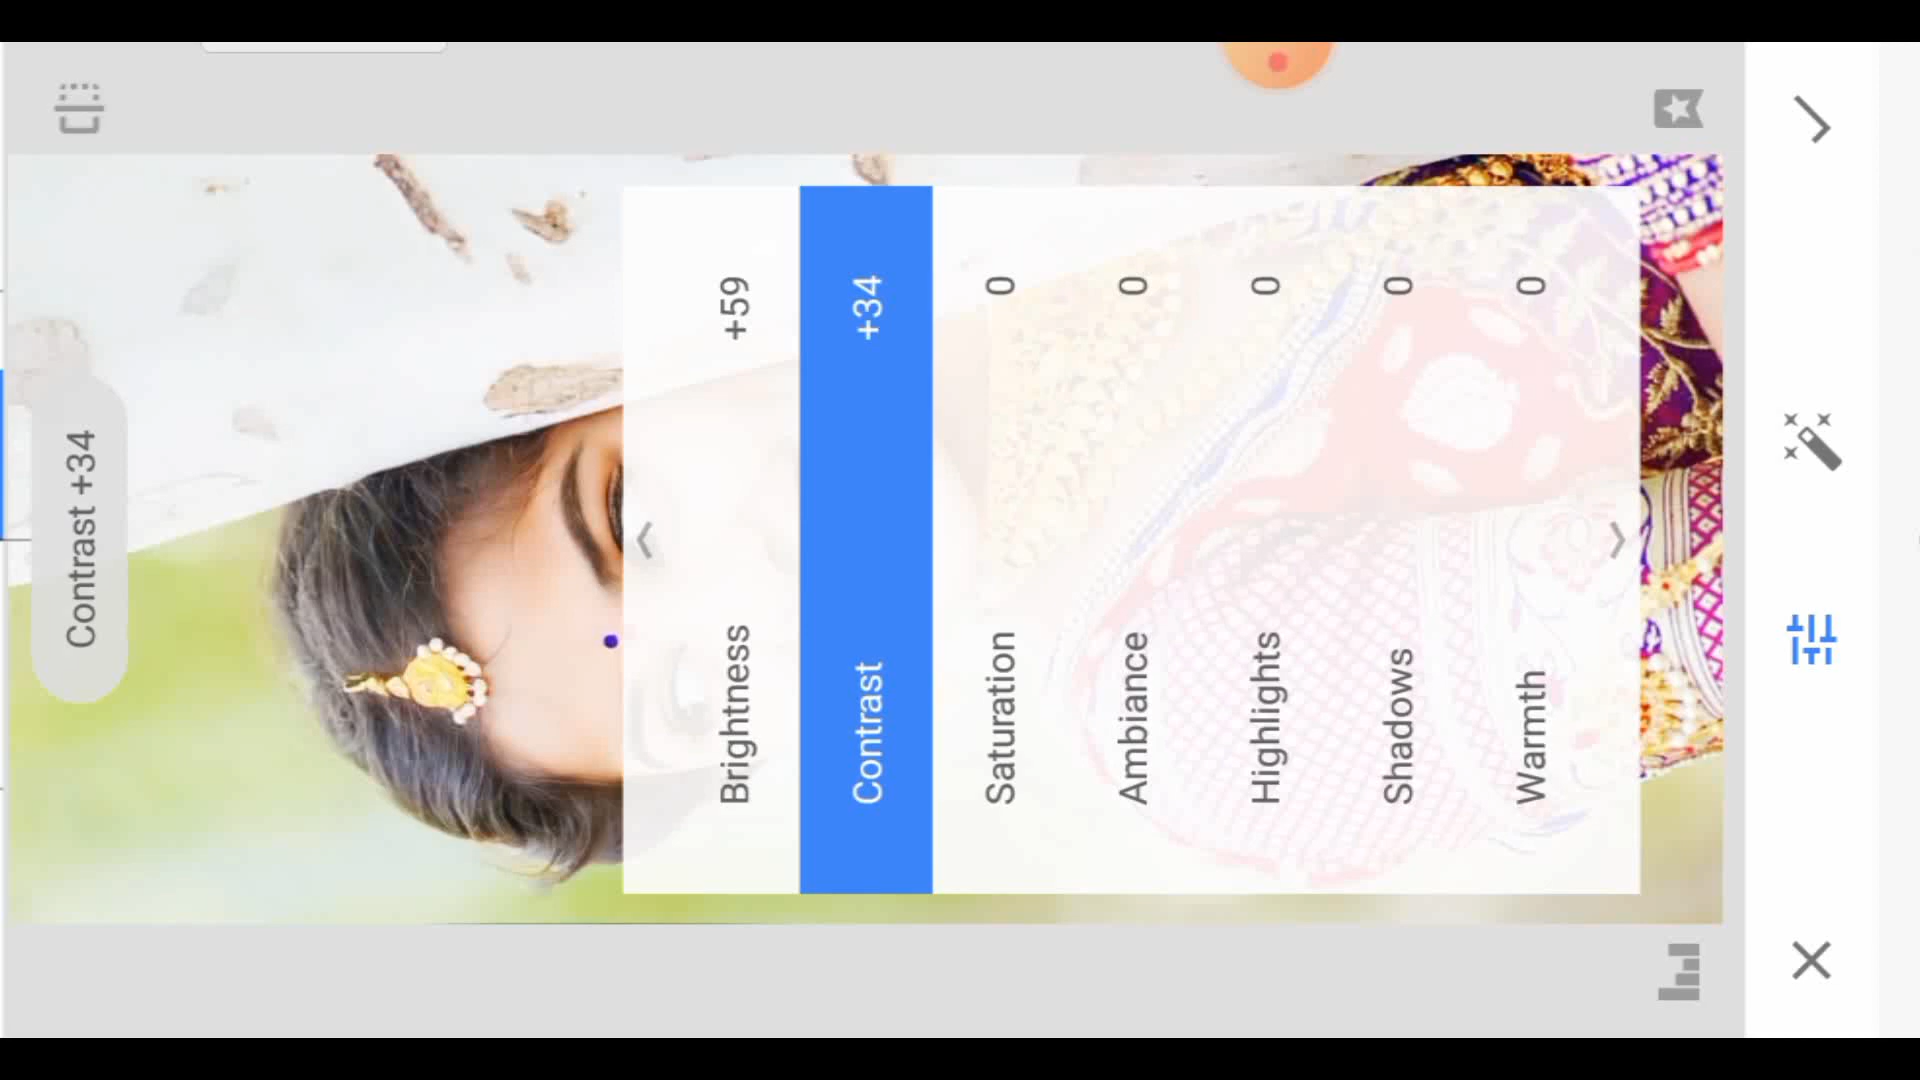 Contrast +34
Brightness +59
Contrast +34
Saturation 0
Ambiance 0
Highlights 0
Shadows 0
Warmth 0